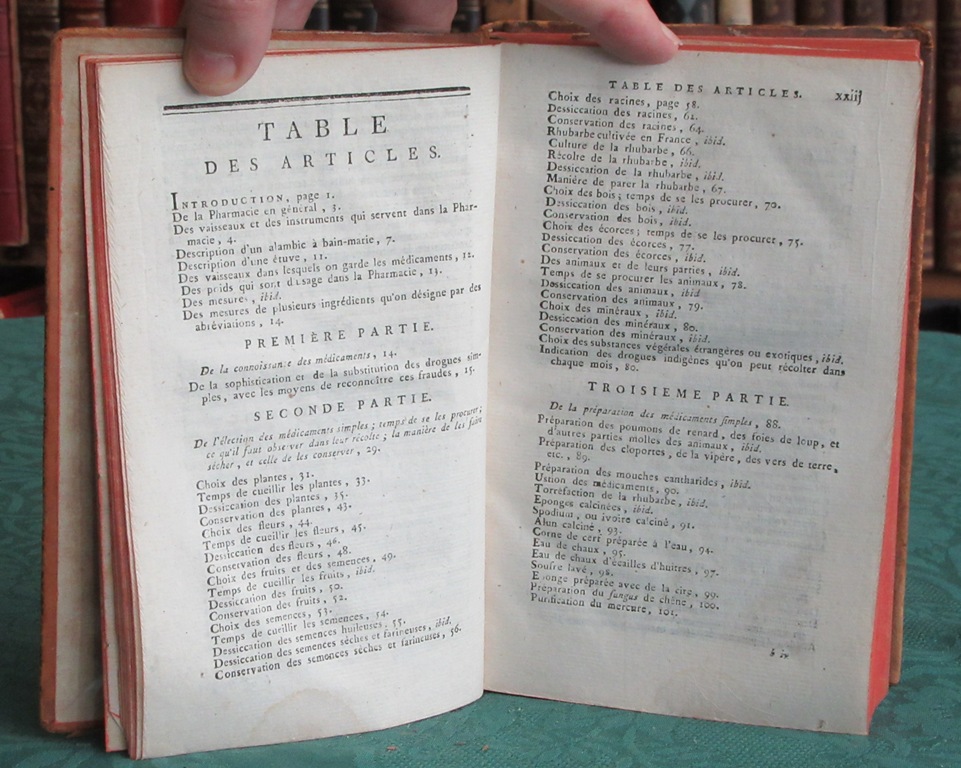 TABLE
DES ARTICLES.
INTRODUCTION, page 1.
De la Pharmacie en général, 3.
Des vaisseaux et des instruments qui servent dans la Phar-
macie, 4.
Description d'un alambic à bain-marie, 7.
Description d'une étuve, 11.
Des vaisseaux dans lesquels on garde les médicaments, 12.
Des poids qui sont d'usage dans la Pharmacie, 13.
Des mesures, ibid.
Des mesures de plusieurs ingrédients qu'on désigne par des
abréviations, 14.
PREMIÈRE PARTIE.
De la connoissance des médicaments, 14.
De la sophistication et de la substitution des drogues sim-
ples, avec les moyens de reconnoître ces fraudes, 15.
SECONDE PARTIE.
De l'élection des médicaments simples; temps de se les procurer;
ce qu'il faut observer dans leur récolte; la manière de les faire
sécher, et celle de les conserver, 29.
Choix des plantes, 31.
Temps de cueillir les plantes, 33.
Dessiccation des plantes, 35.
Conservation des plantes, 43.
Choix des fleurs, 44.
Temps de cueillir les fleurs, 45.
Dessiccation des fleurs, 46.
Conservation des fleurs, 48.
Choix des fruits et des semences, 49.
Temps de cueillir les fruits, ibid.
Dessiccation des fruits, 50.
Conservation des fruits, 52.
Choix des semences, 53.
Temps de cueillir les semences, 54.
Dessiccation des semences huileuses, 55.
Dessiccation des semences sèches et farineuses, ibid.
Conservation des semences sèches et farineuses, 56.
TABLE DES ARTICLES. xxiij
Choix des racines, page 58.
Dessiccation des racines, 62.
Conservation des racines, 64.
Rhubarbe cultivée en France, ibid.
Culture de la rhubarbe, 66.
Récolte de la rhubarbe, ibid.
Dessiccation de la rhubarbe, ibid.
Manière de parer la rhubarbe, 67.
Choix des bois; temps de se les procurer, 70.
Dessiccation des bois, ibid.
Conservation des bois, ibid.
Choix des écorces; temps de se les procurer, 75.
Dessiccation des écorces, 77.
Conservation des écorces, ibid.
Des animaux et de leurs parties, ibid.
Temps de se procurer les animaux, 78.
Dessiccation des animaux, ibid
Conservation des animaux, 79.
Choix des minéraux, ibid.
Dessiccation des minéraux, 80.
Conservation des minéraux, ibid.
Choix des substances végétales étrangères ou exotiques, ibid.
Indication des drogues indigènes qu'on peut récolter dans
chaque mois, 80.
TROISIEME PARTIE.
De la préparation des médicaments simples, 88.
Préparation des poumons de renard, des foies de loup, et
d'autres parties molles des animaux, ibid.
Préparation des cloportes, de la vipère, des vers de terre,
etc., 89.
Préparation des mouches cantharides, ibid.
Ustion des médicaments, 90.
Torréfaction de la rhubarbe, ibid.
Eponges calcinées, ibid.
Spodium, ou ivoire calciné, 91.
Alun calciné, 93.
Corne de cerf préparée à l'eau, 94.
Eau de chaux, 95.
Eau de chaux d'écailles d'huîtres, 97.
Soufre lavé, 98.
Eponge préparée avec de la cire, 99.
Préparation du fungus de chêne, 100.
Purification du mercure, 101.